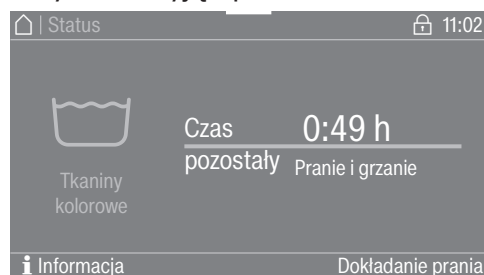 | Status 11:02
Czas 0:49 h
pozostały Pranie i grzanie
Tkaniny
kolorowe
i Informacja Dokładanie prania